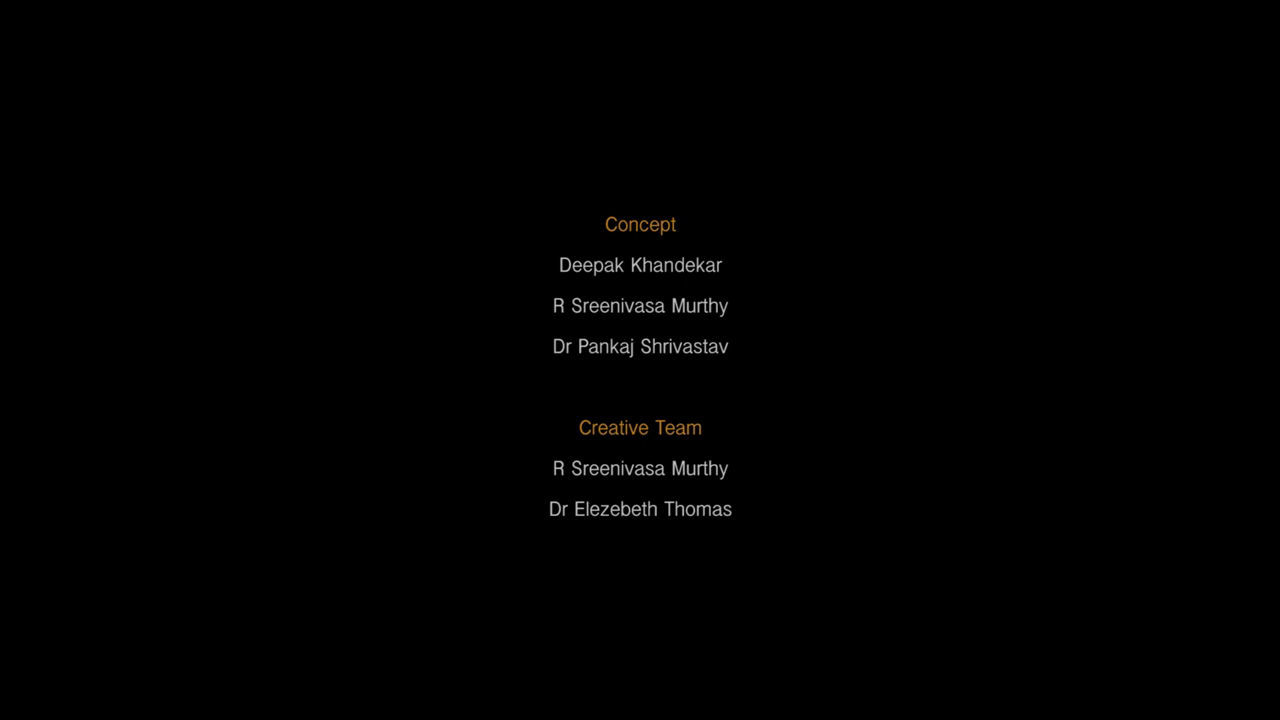 Concept
Deepak Khandekar
R Sreenivasa Murthy
Dr Pankaj Shrivastav
Creative Team
R Sreenivasa Murthy
Dr Elezebeth Thomas